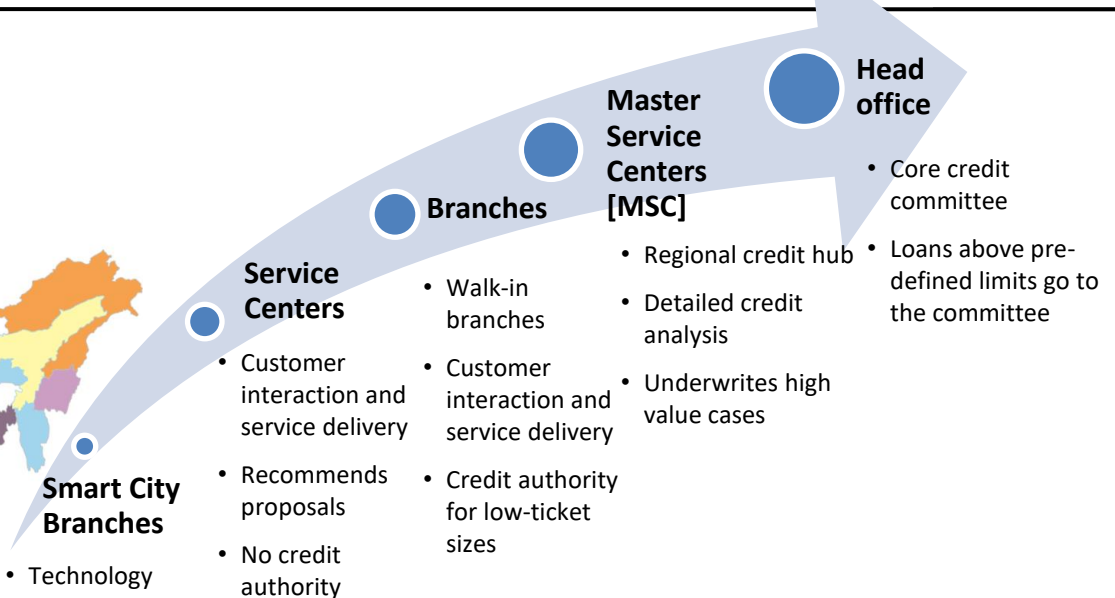 Smart City
Branches
• Technology
Service
Centers
• Customer
interaction and
service delivery
• Recommends
proposals
• No credit
authority
Branches
• Walk-in
branches
• Customer
interaction and
service delivery
• Credit authority
for low-ticket
sizes
Master
Service
Centers
[MSC]
• Regional credit hub
• Detailed credit
analysis
• Underwrites high
value cases
Head
office
• Core credit
committee
• Loans above pre-
defined limits go to
the committee